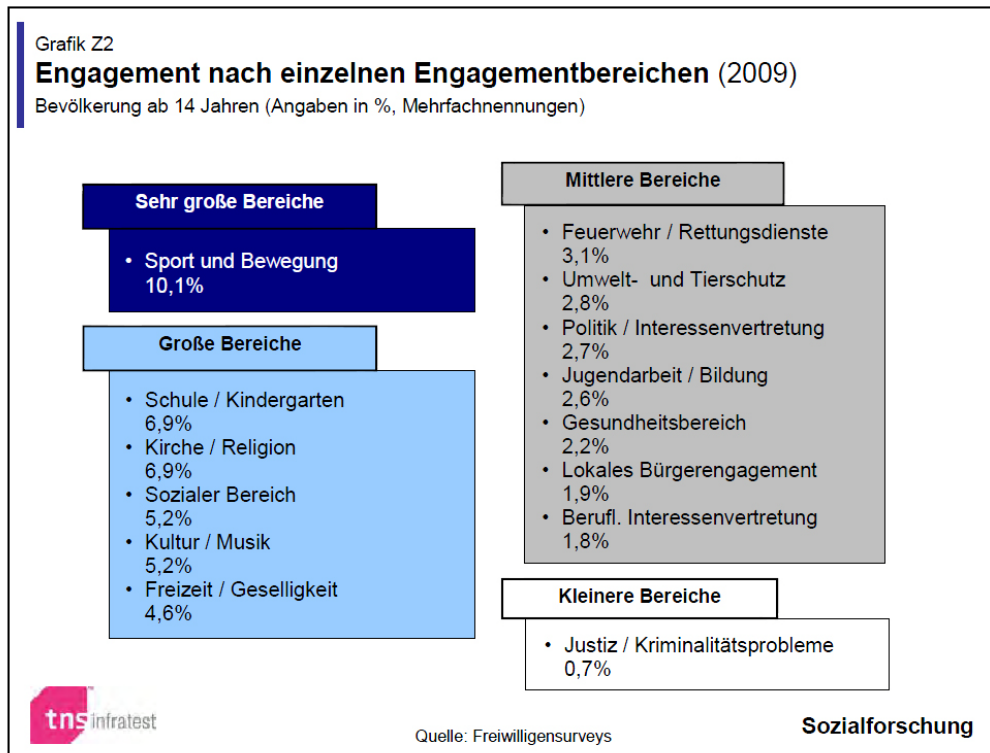 Grafik Z2
Engagement nach einzelnen Engagementbereichen (2009)
Bevölkerung ab 14 Jahren (Angaben in %, Mehrfachnennungen)
Sehr große Bereiche
• Sport und Bewegung
10,1%
Große Bereiche
• Schule / Kindergarten
6,9%
• Kirche / Religion
6,9%
• Sozialer Bereich
5,2%
• Kultur / Musik
5,2%
• Freizeit / Geselligkeit
4,6%
Mittlere Bereiche
• Feuerwehr / Rettungsdienste
3,1%
• Umwelt- und Tierschutz
2,8%
• Politik / Interessenvertretung
2,7%
• Jugendarbeit / Bildung
2,6%
• Gesundheitsbereich
2,2%
• Lokales Bürgerengagement
1,9%
• Berufl. Interessenvertretung
1,8%
Kleinere Bereiche
• Justiz / Kriminalitätsprobleme
0,7%
tns infratest
Quelle: Freiwilligensurveys
Sozialforschung